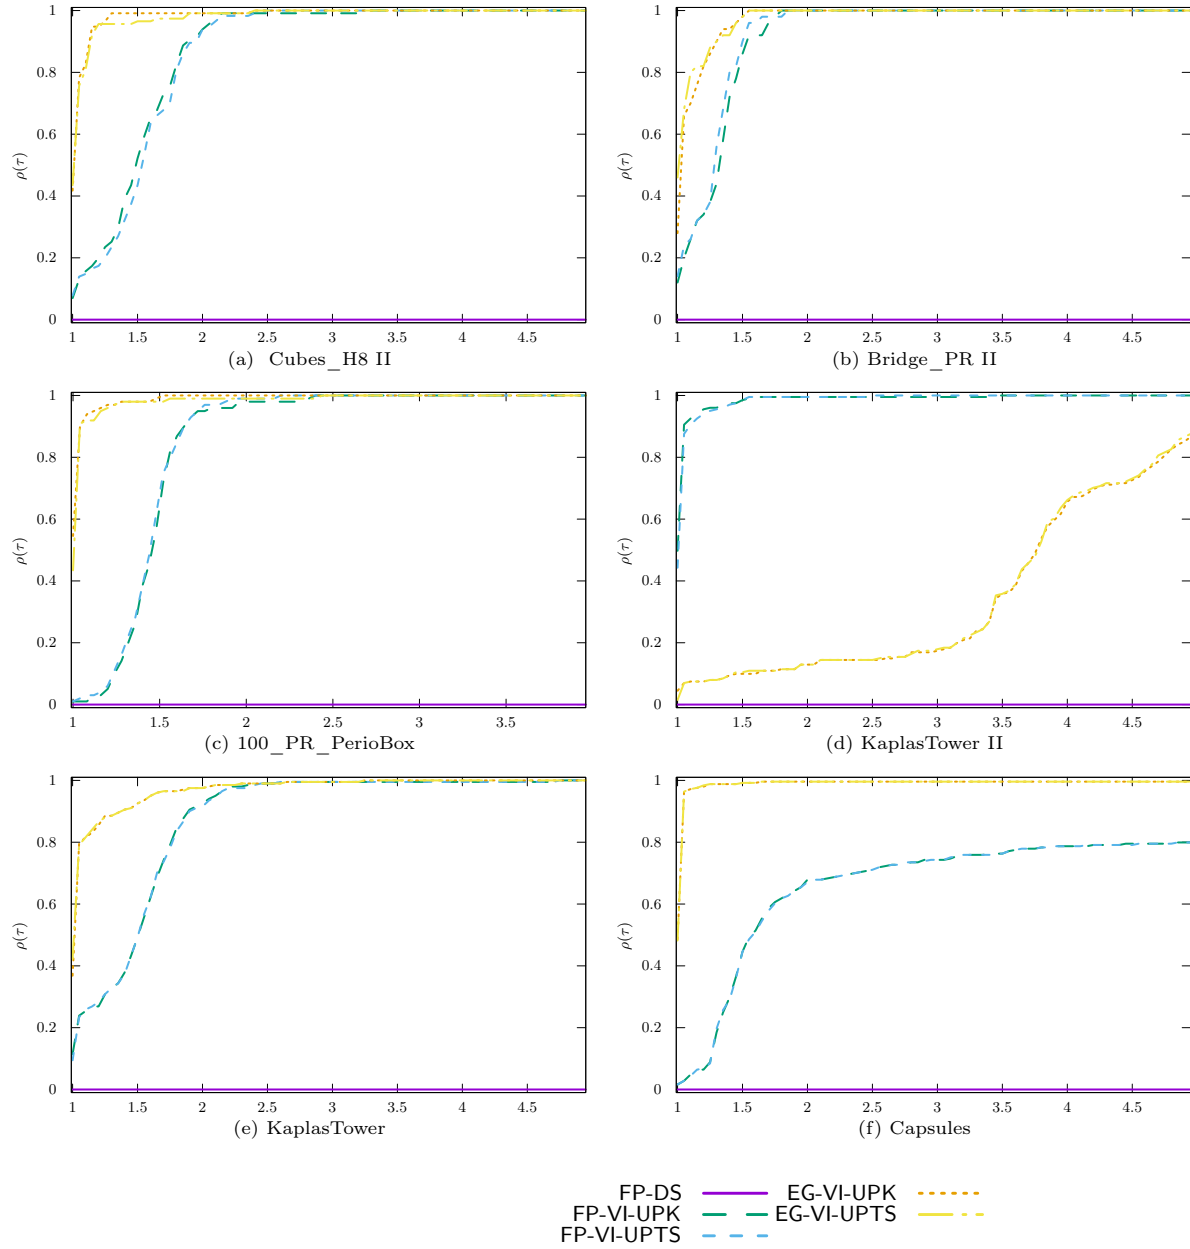 1
0.8
0.6
0.4
0.2
0
ρ(τ)
1 1.5 2 2.5 3 3.5 4 4.5
(a) Cubes_H8 II
1
0.8
0.6
0.4
0.2
0
ρ(τ)
1 1.5 2 2.5 3 3.5 4 4.5
(b) Bridge_PR II
1
0.8
0.6
0.4
0.2
0
ρ(τ)
1 1.5 2 2.5 3 3.5
(c) 100_PR_PerioBox
1
0.8
0.6
0.4
0.2
0
ρ(τ)
1 1.5 2 2.5 3 3.5 4 4.5
(d) KaplasTower II
1
0.8
0.6
0.4
0.2
0
ρ(τ)
1 1.5 2 2.5 3 3.5 4 4.5
(e) KaplasTower
1
0.8
0.6
0.4
0.2
0
ρ(τ)
1 1.5 2 2.5 3 3.5 4 4.5
(f) Capsules
FP-DS EG-VI-UPK
FP-VI-UPK EG-VI-UPTS
FP-VI-UPTS